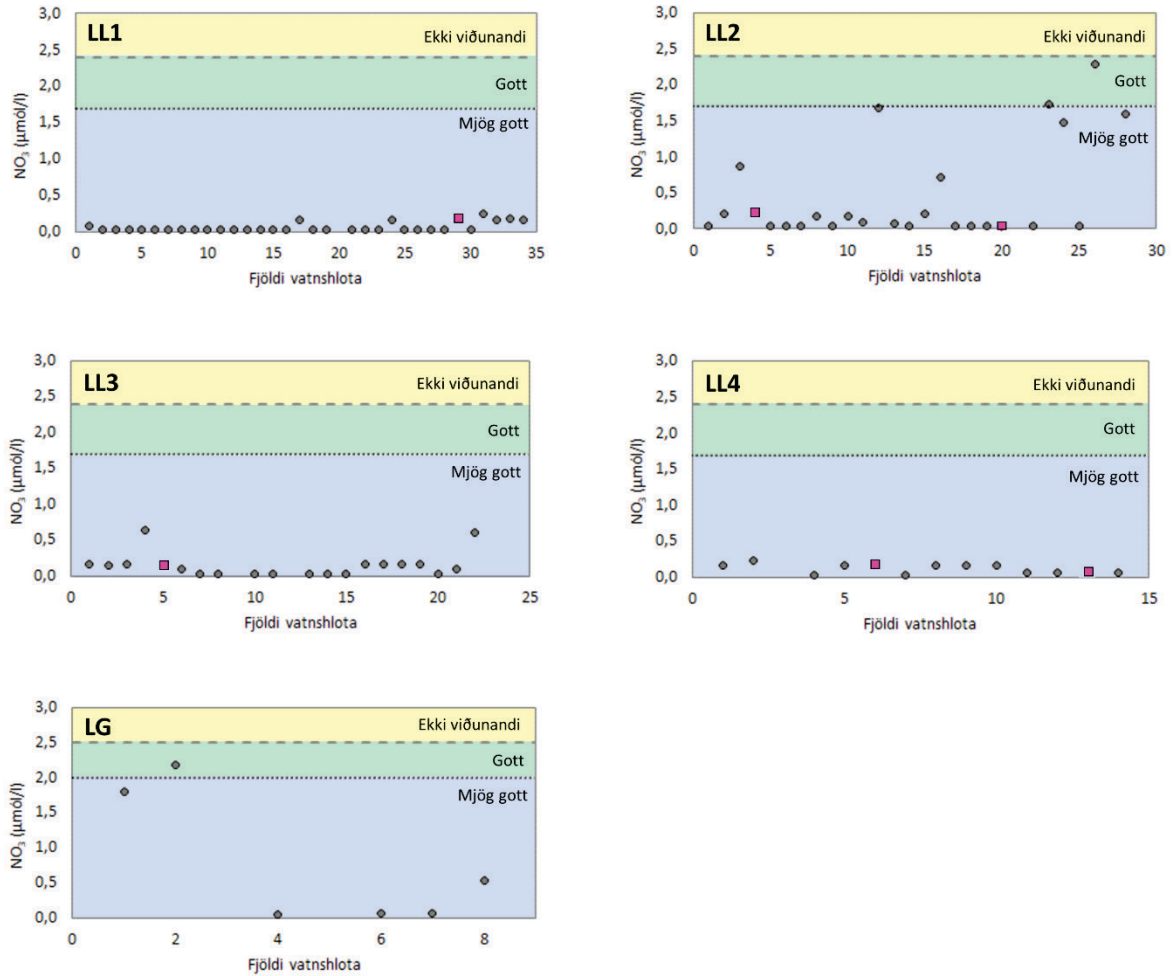 LL1
Ekki viðunandi
Gott
Mjög gott
NO₃ (µmól/l)
3,0
2,5
2,0
1,5
1,0
0,5
0,0
0 5 10 15 20 25 30 35
Fjöldi vatnshlota
LL2
Ekki viðunandi
Gott
Mjög gott
NO₃ (µmól/l)
3,0
2,5
2,0
1,5
1,0
0,5
0,0
0 5 10 15 20 25 30
Fjöldi vatnshlota
LL3
Ekki viðunandi
Gott
Mjög gott
NO₃ (µmól/l)
3,0
2,5
2,0
1,5
1,0
0,5
0,0
0 5 10 15 20 25
Fjöldi vatnshlota
LL4
Ekki viðunandi
Gott
Mjög gott
NO₃ (µmól/l)
3,0
2,5
2,0
1,5
1,0
0,5
0,0
0 5 10 15
Fjöldi vatnshlota
LG
Ekki viðunandi
Gott
Mjög gott
NO₃ (µmól/l)
3,0
2,5
2,0
1,5
1,0
0,5
0,0
0 2 4 6 8
Fjöldi vatnshlota